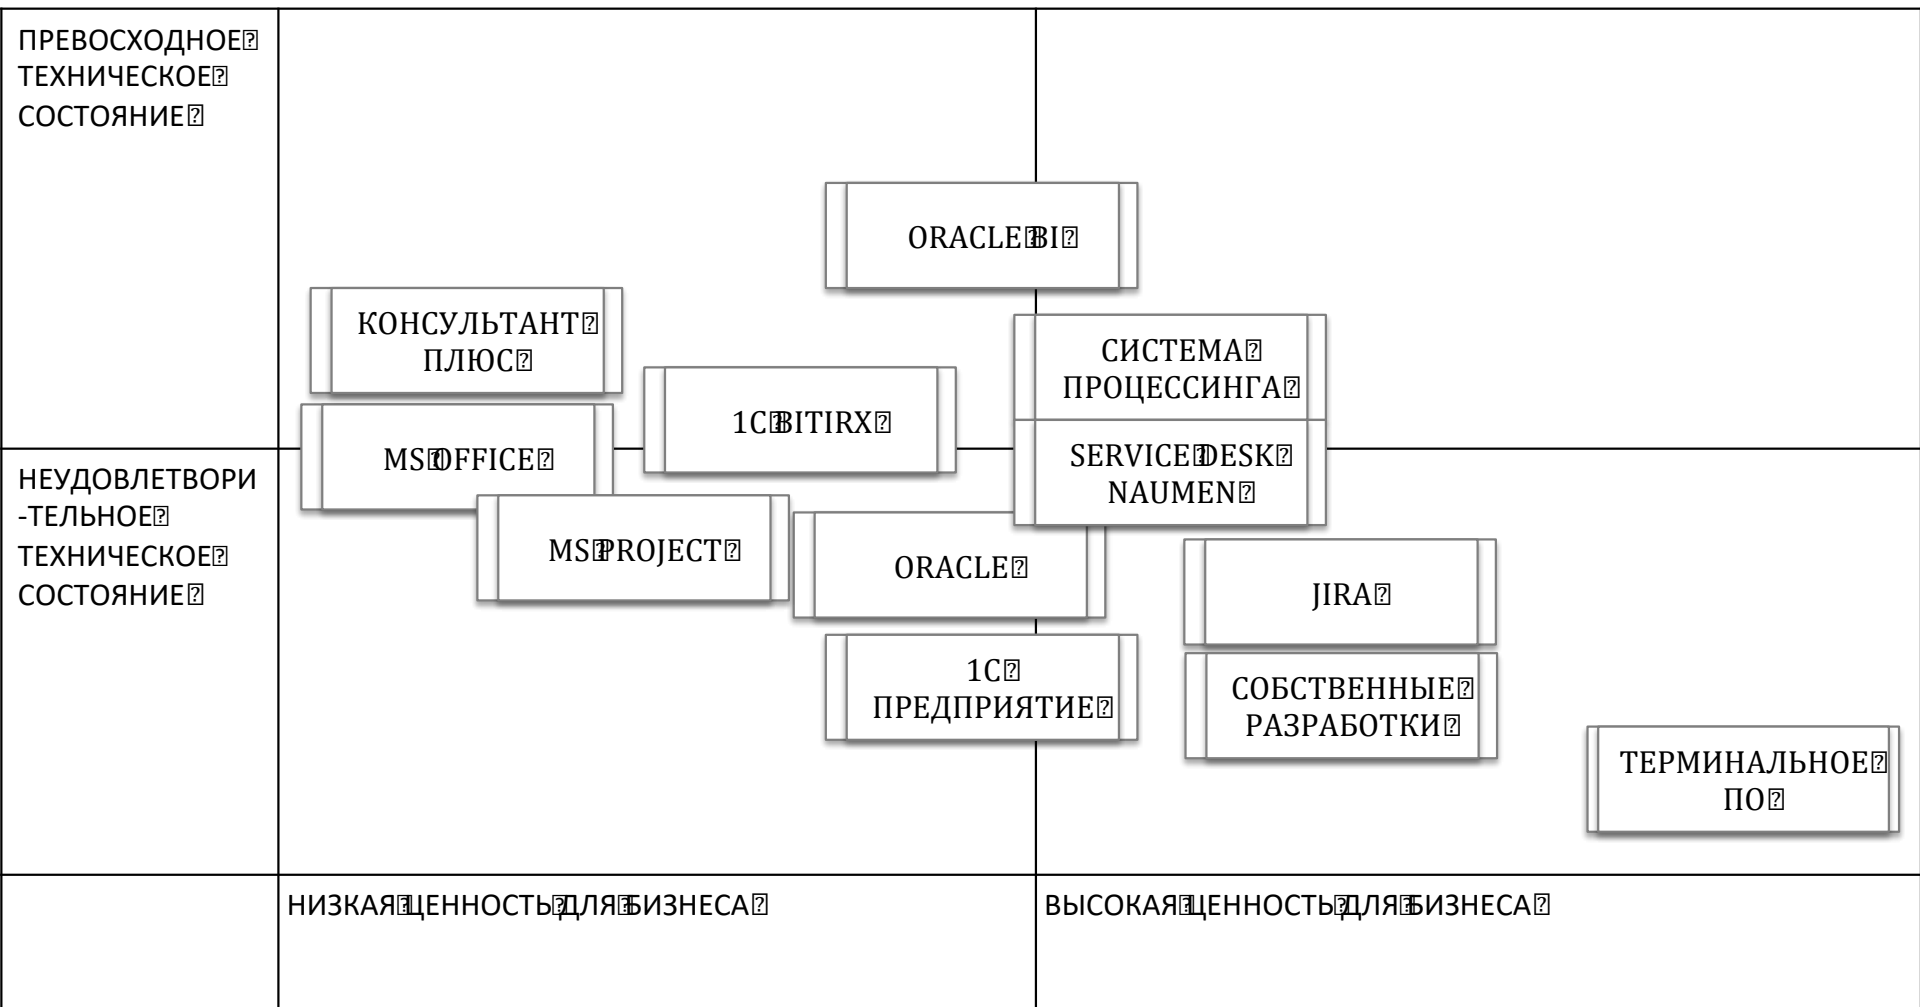 ПРЕВОСХОДНОЕ
ТЕХНИЧЕСКОЕ
СОСТОЯНИЕ
ORACLE BI
КОНСУЛЬТАНТ
ПЛЮС
СИСТЕМА
ПРОЦЕССИНГА
1C BITIRX
MS OFFICE
SERVICE DESK
NAUMEN
НЕУДОВЛЕТВОРИ
-ТЕЛЬНОЕ
ТЕХНИЧЕСКОЕ
СОСТОЯНИЕ
MS PROJECT
ORACLE
JIRA
1С
ПРЕДПРИЯТИЕ
СОБСТВЕННЫЕ
РАЗРАБОТКИ
ТЕРМИНАЛЬНОЕ
ПО
НИЗКАЯ ЦЕННОСТЬ ДЛЯ БИЗНЕСА
ВЫСОКАЯ ЦЕННОСТЬ ДЛЯ БИЗНЕСА